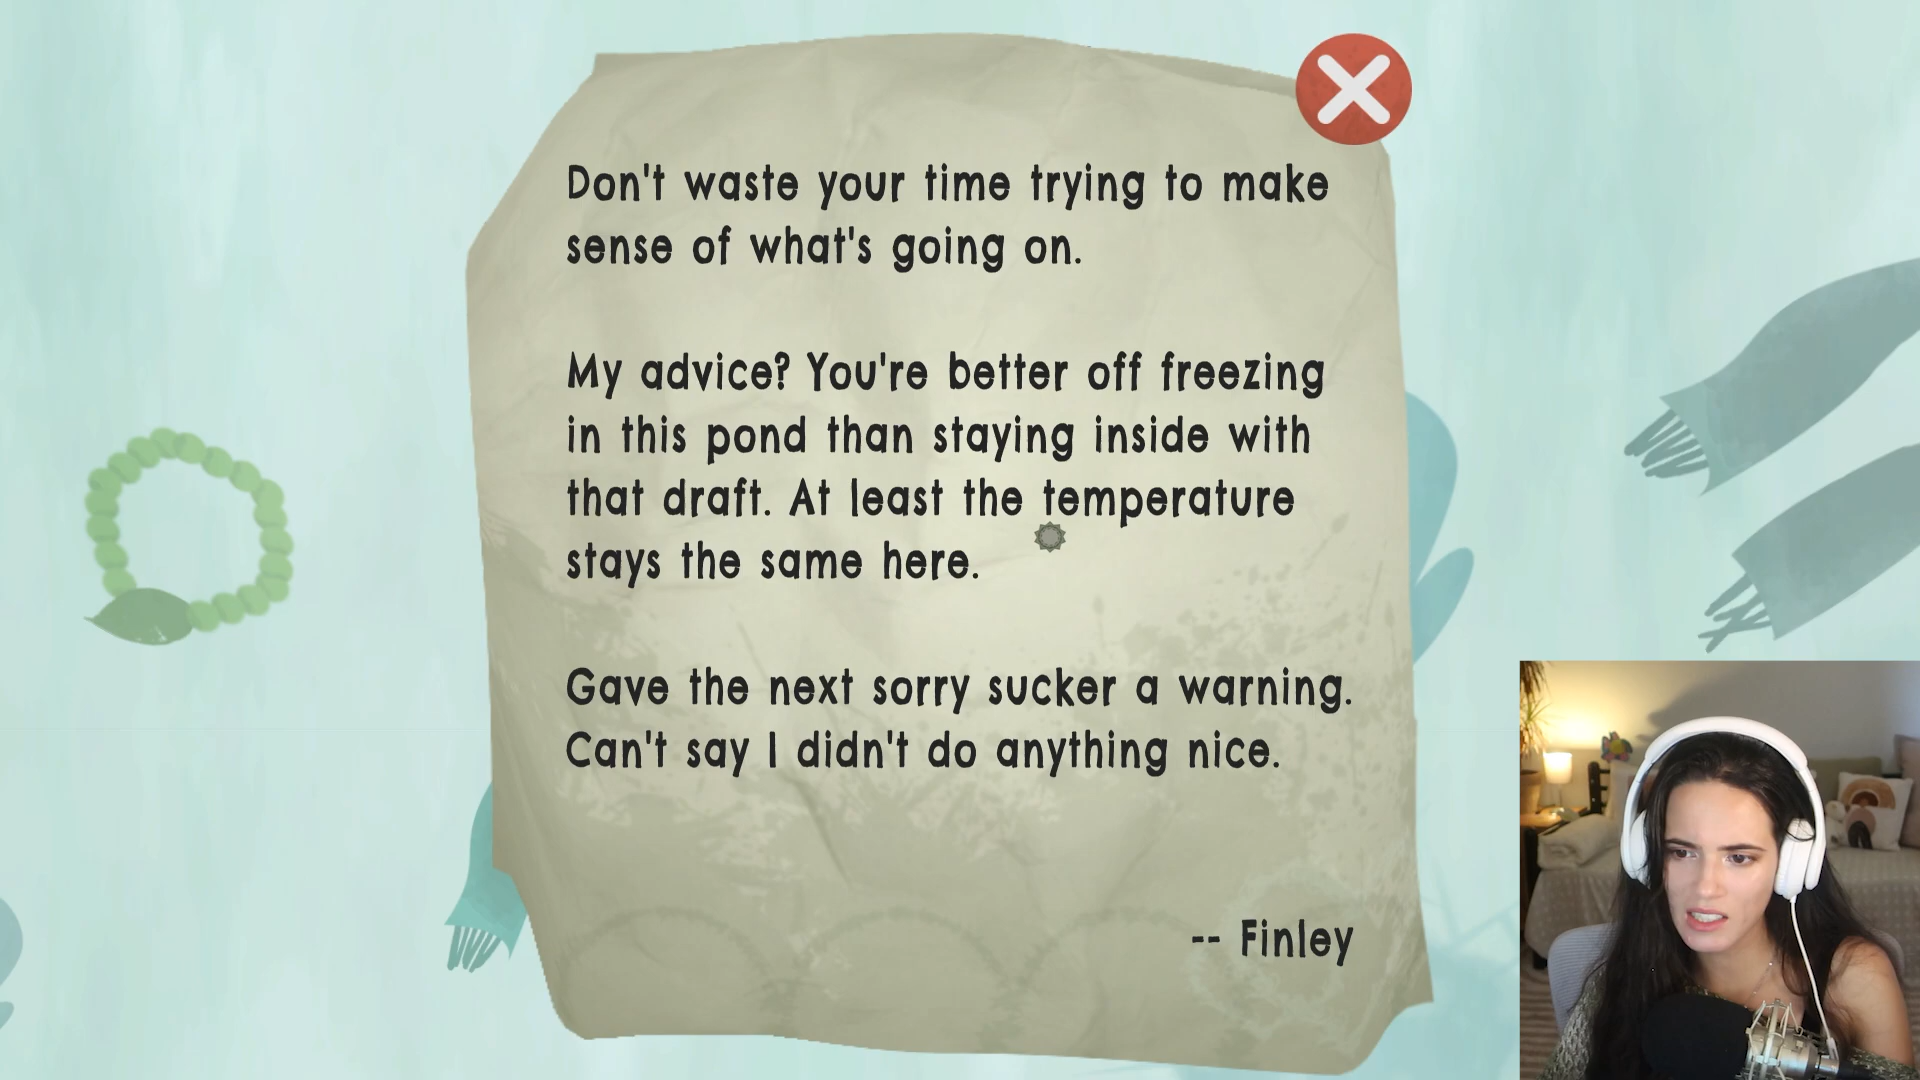 Don't waste your time trying to make
sense of what's going on.
My advice? You're better off freezing
in this pond than staying inside with
that draft. At least the temperature
stays the same here.
Gave the next sorry sucker a warning.
Can't say I didn't do anything nice.
-- Finley